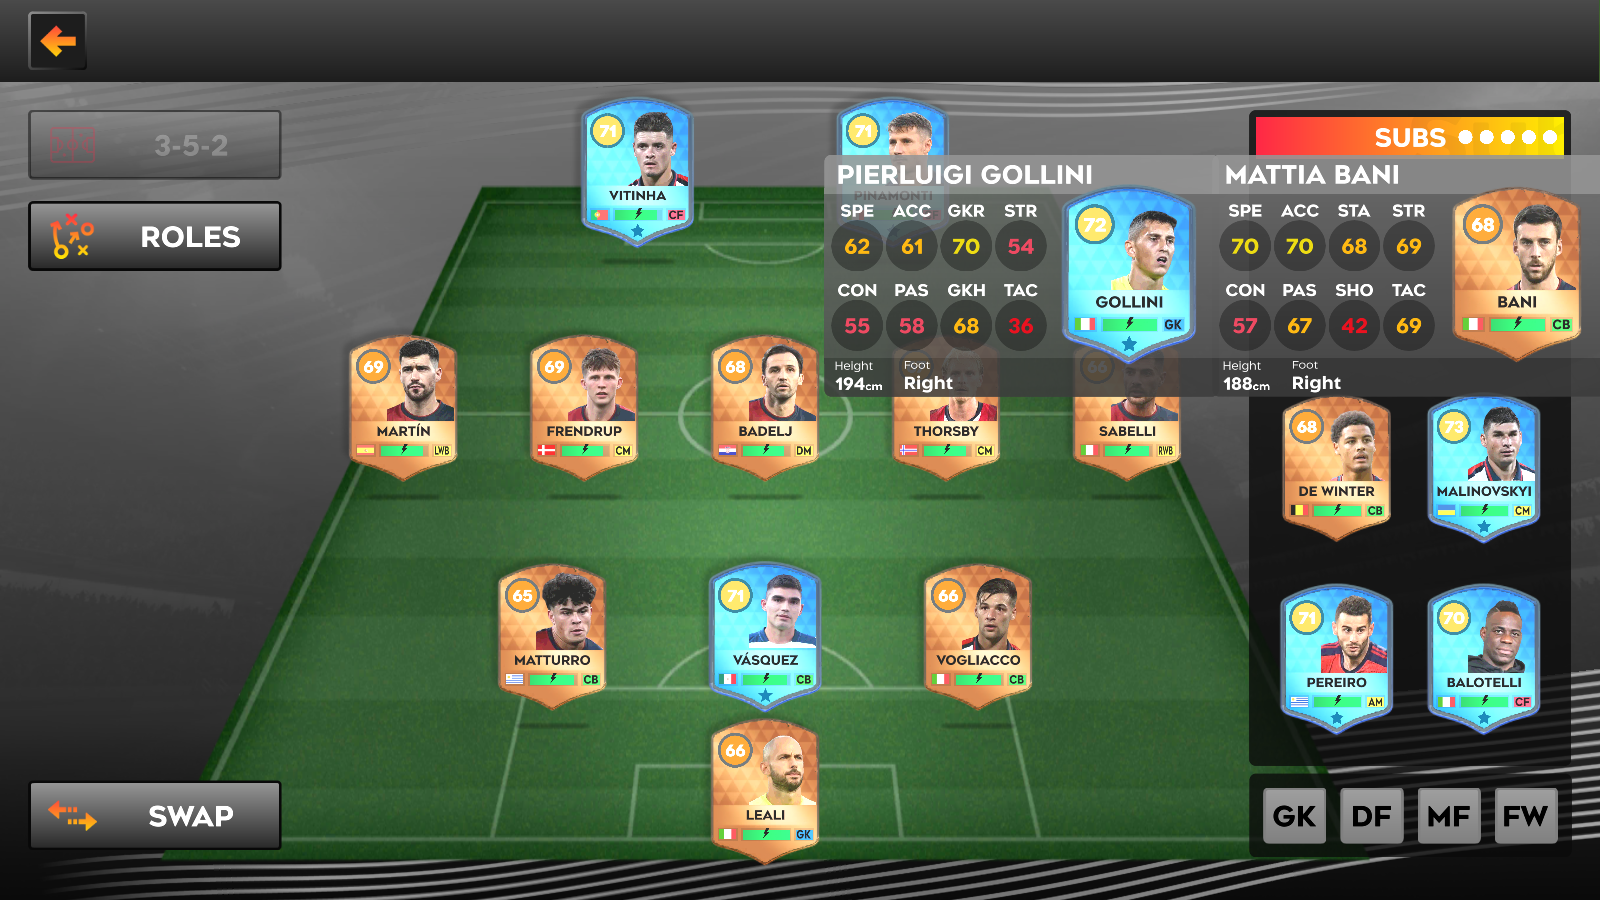 3-5-2
ROLES
SWAP
71
VITINHA
CF
71
PINAMONTI
SUBS
PIERLUIGI GOLLINI
SPE ACC GKR STR
62 61 70 54
CON PAS GKH TAC
55 58 68 36
Height Foot
194cm Right
72
GOLLINI
GK
MATTIA BANI
SPE ACC STA STR
70 70 68 69
CON PAS SHO TAC
57 67 42 69
Height Foot
188cm Right
68
BANI
CB
69
MARTÍN
LWB
69
FRENDRUP
CM
68
BADELJ
DM
THORSBY
CM
66
SABELLI
RWB
68
DE WINTER
CB
73
MALINOVSKYI
CM
65
MATTURRO
CB
71
VÁSQUEZ
CB
66
VOGLIACCO
CB
71
PEREIRO
AM
70
BALOTELLI
CF
66
LEALI
GK
GK DF MF FW